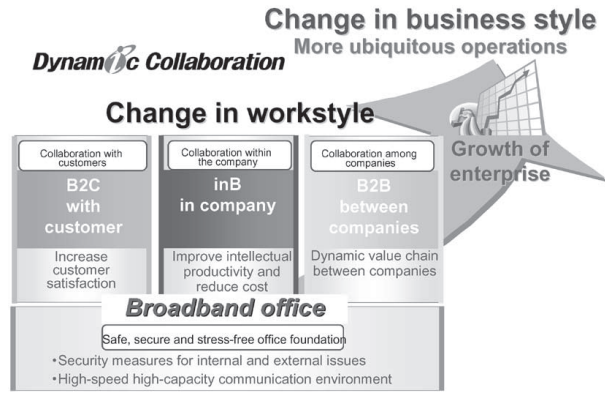 Change in business style
More ubiquitous operations
Dynamic Collaboration
Change in workstyle
Growth of
enterprise
Collaboration with
customers
B2C
with
customer
Increase
customer
satisfaction
Collaboration within
the company
inB
in company
Improve intellectual
productivity and
reduce cost
Collaboration among
companies
B2B
between
companies
Dynamic value chain
between companies
Broadband office
Safe, secure and stress-free office foundation
•Security measures for internal and external issues
•High-speed high-capacity communication environment